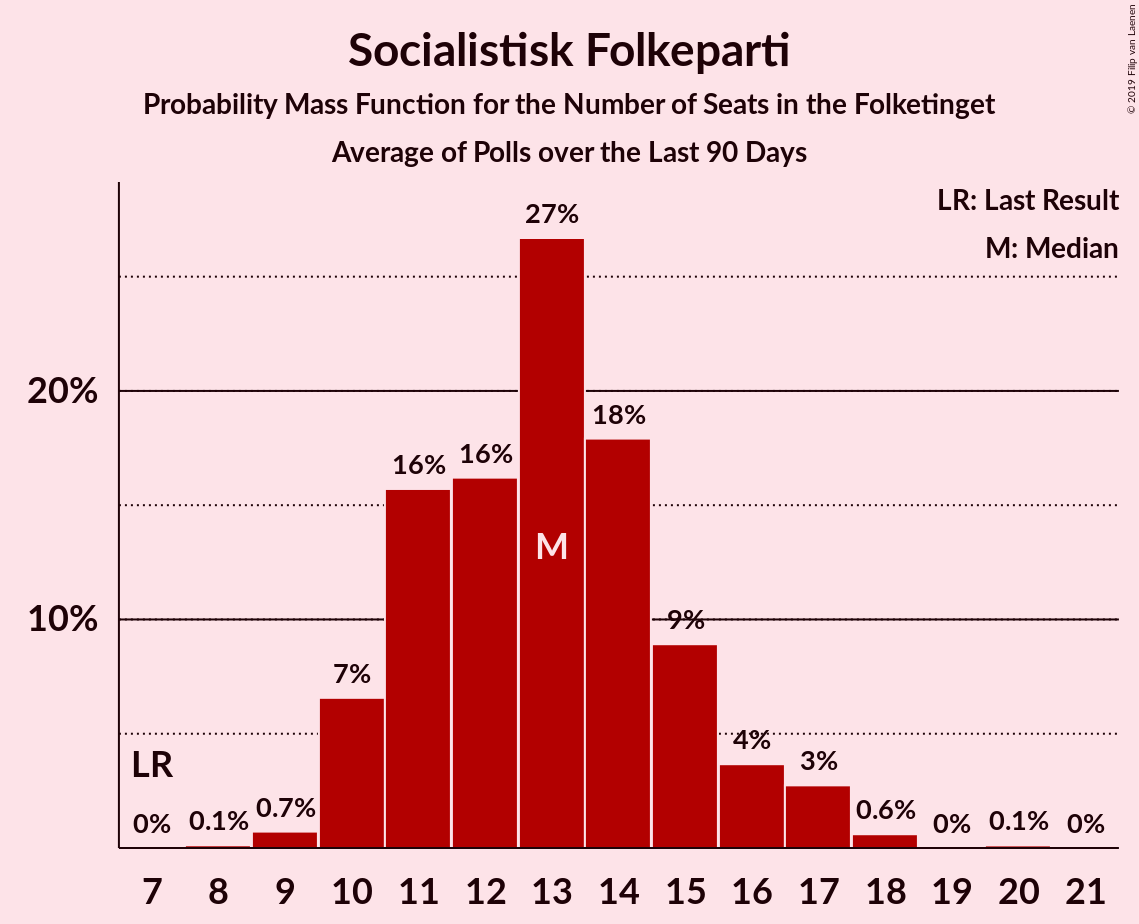 Socialistisk Folkeparti
Probability Mass Function for the Number of Seats in the Folketinget
Average of Polls over the Last 90 Days
© 2019 Filip van Laenen
LR: Last Result
M: Median
27%
20%
18%
16%
16%
M
10%
9%
7%
4%
3%
LR
0.7%
0.6%
0%
0.1%
0%
0.1%
0%
7 8 9 10 11 12 13 14 15 16 17 18 19 20 21